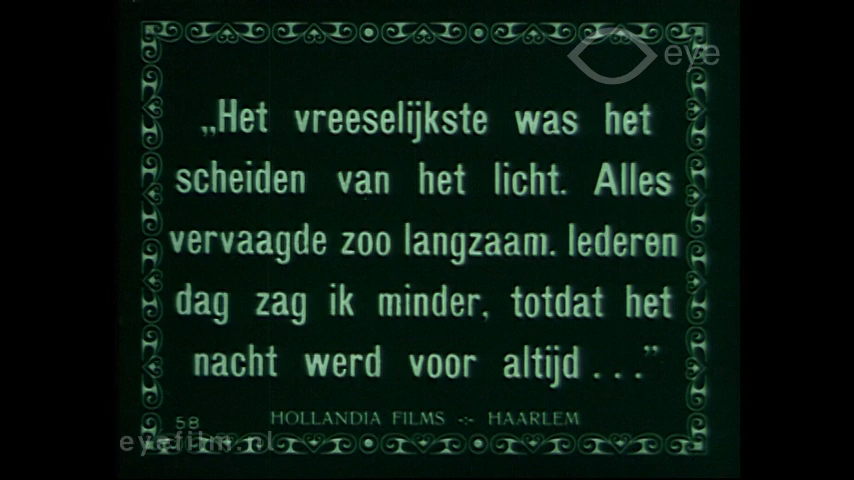 eye
„Het vreeselijkste was het
scheiden van het licht. Alles
vervaagde zoo langzaam. Iederen
dag zag ik minder, totdat het
nacht werd voor altijd . . .”
58 HOLLANDIA FILMS -:- HAARLEM
eyefilm.nl